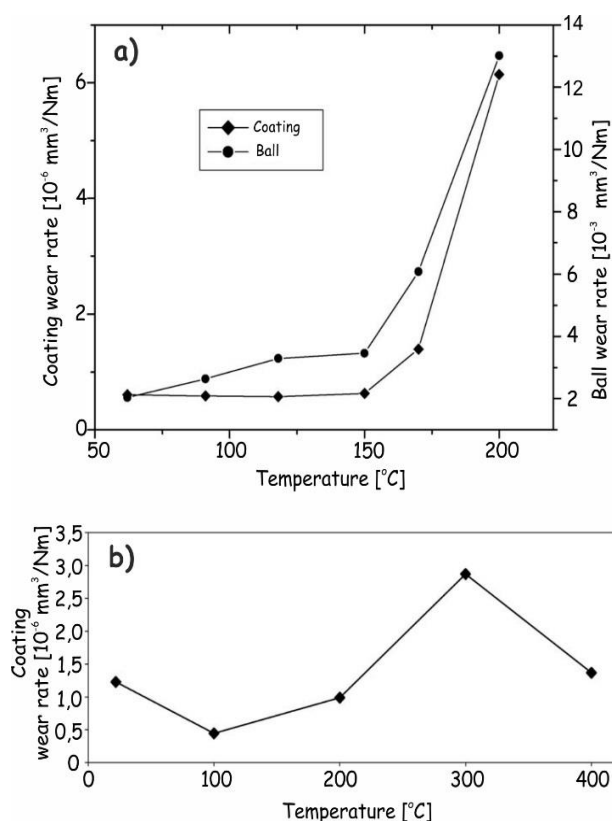 a)
14
6
12
Coating
Ball
10
4
8
6
2
4
2
0
50
100
150
200
Coating wear rate [10⁻⁶ mm³/Nm]
Ball wear rate [10⁻³ mm³/Nm]
Temperature [°C]
b)
3,5
3,0
2,5
2,0
1,5
1,0
0,5
0
0
100
200
300
400
Coating
wear rate [10⁻⁶ mm³/Nm]
Temperature [°C]